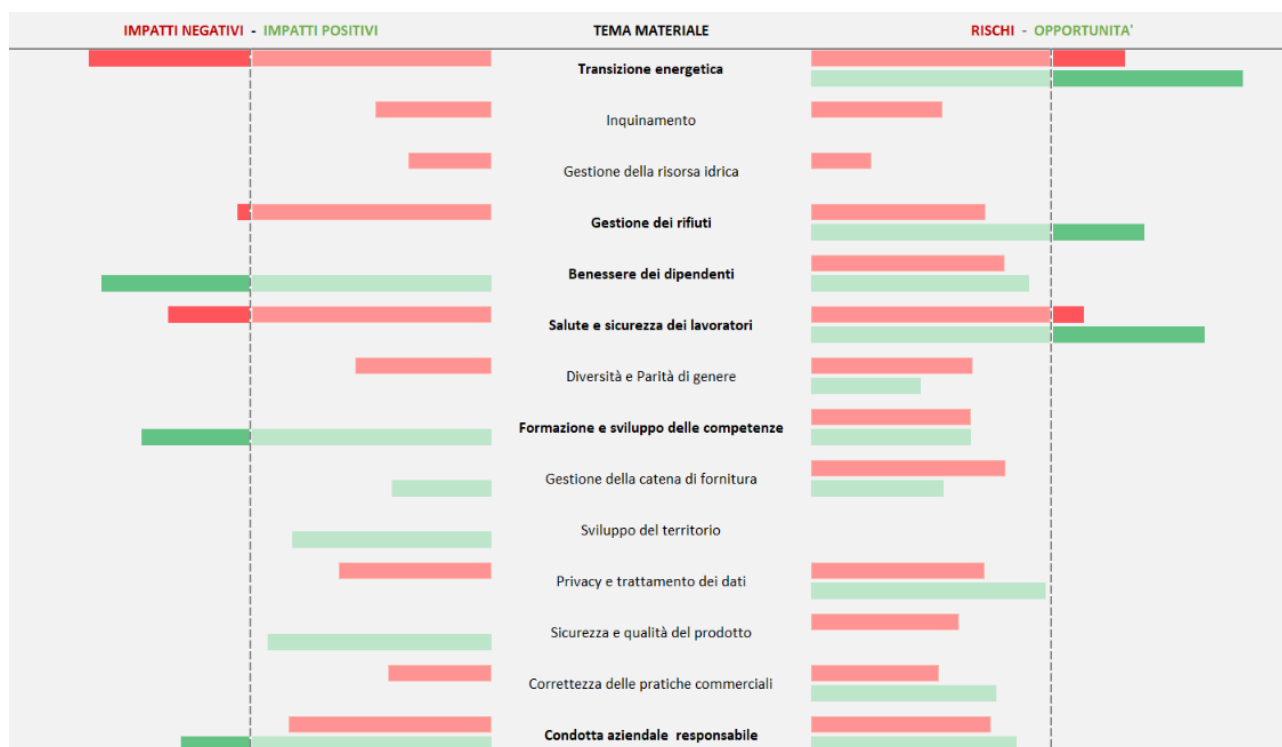 IMPATTI NEGATIVI - IMPATTI POSITIVI TEMA MATERIALE RISCHI - OPPORTUNITA'
Transizione energetica
Inquinamento
Gestione della risorsa idrica
Gestione dei rifiuti
Benessere dei dipendenti
Salute e sicurezza dei lavoratori
Diversità e Parità di genere
Formazione e sviluppo delle competenze
Gestione della catena di fornitura
Sviluppo del territorio
Privacy e trattamento dei dati
Sicurezza e qualità del prodotto
Correttezza delle pratiche commerciali
Condotta aziendale responsabile